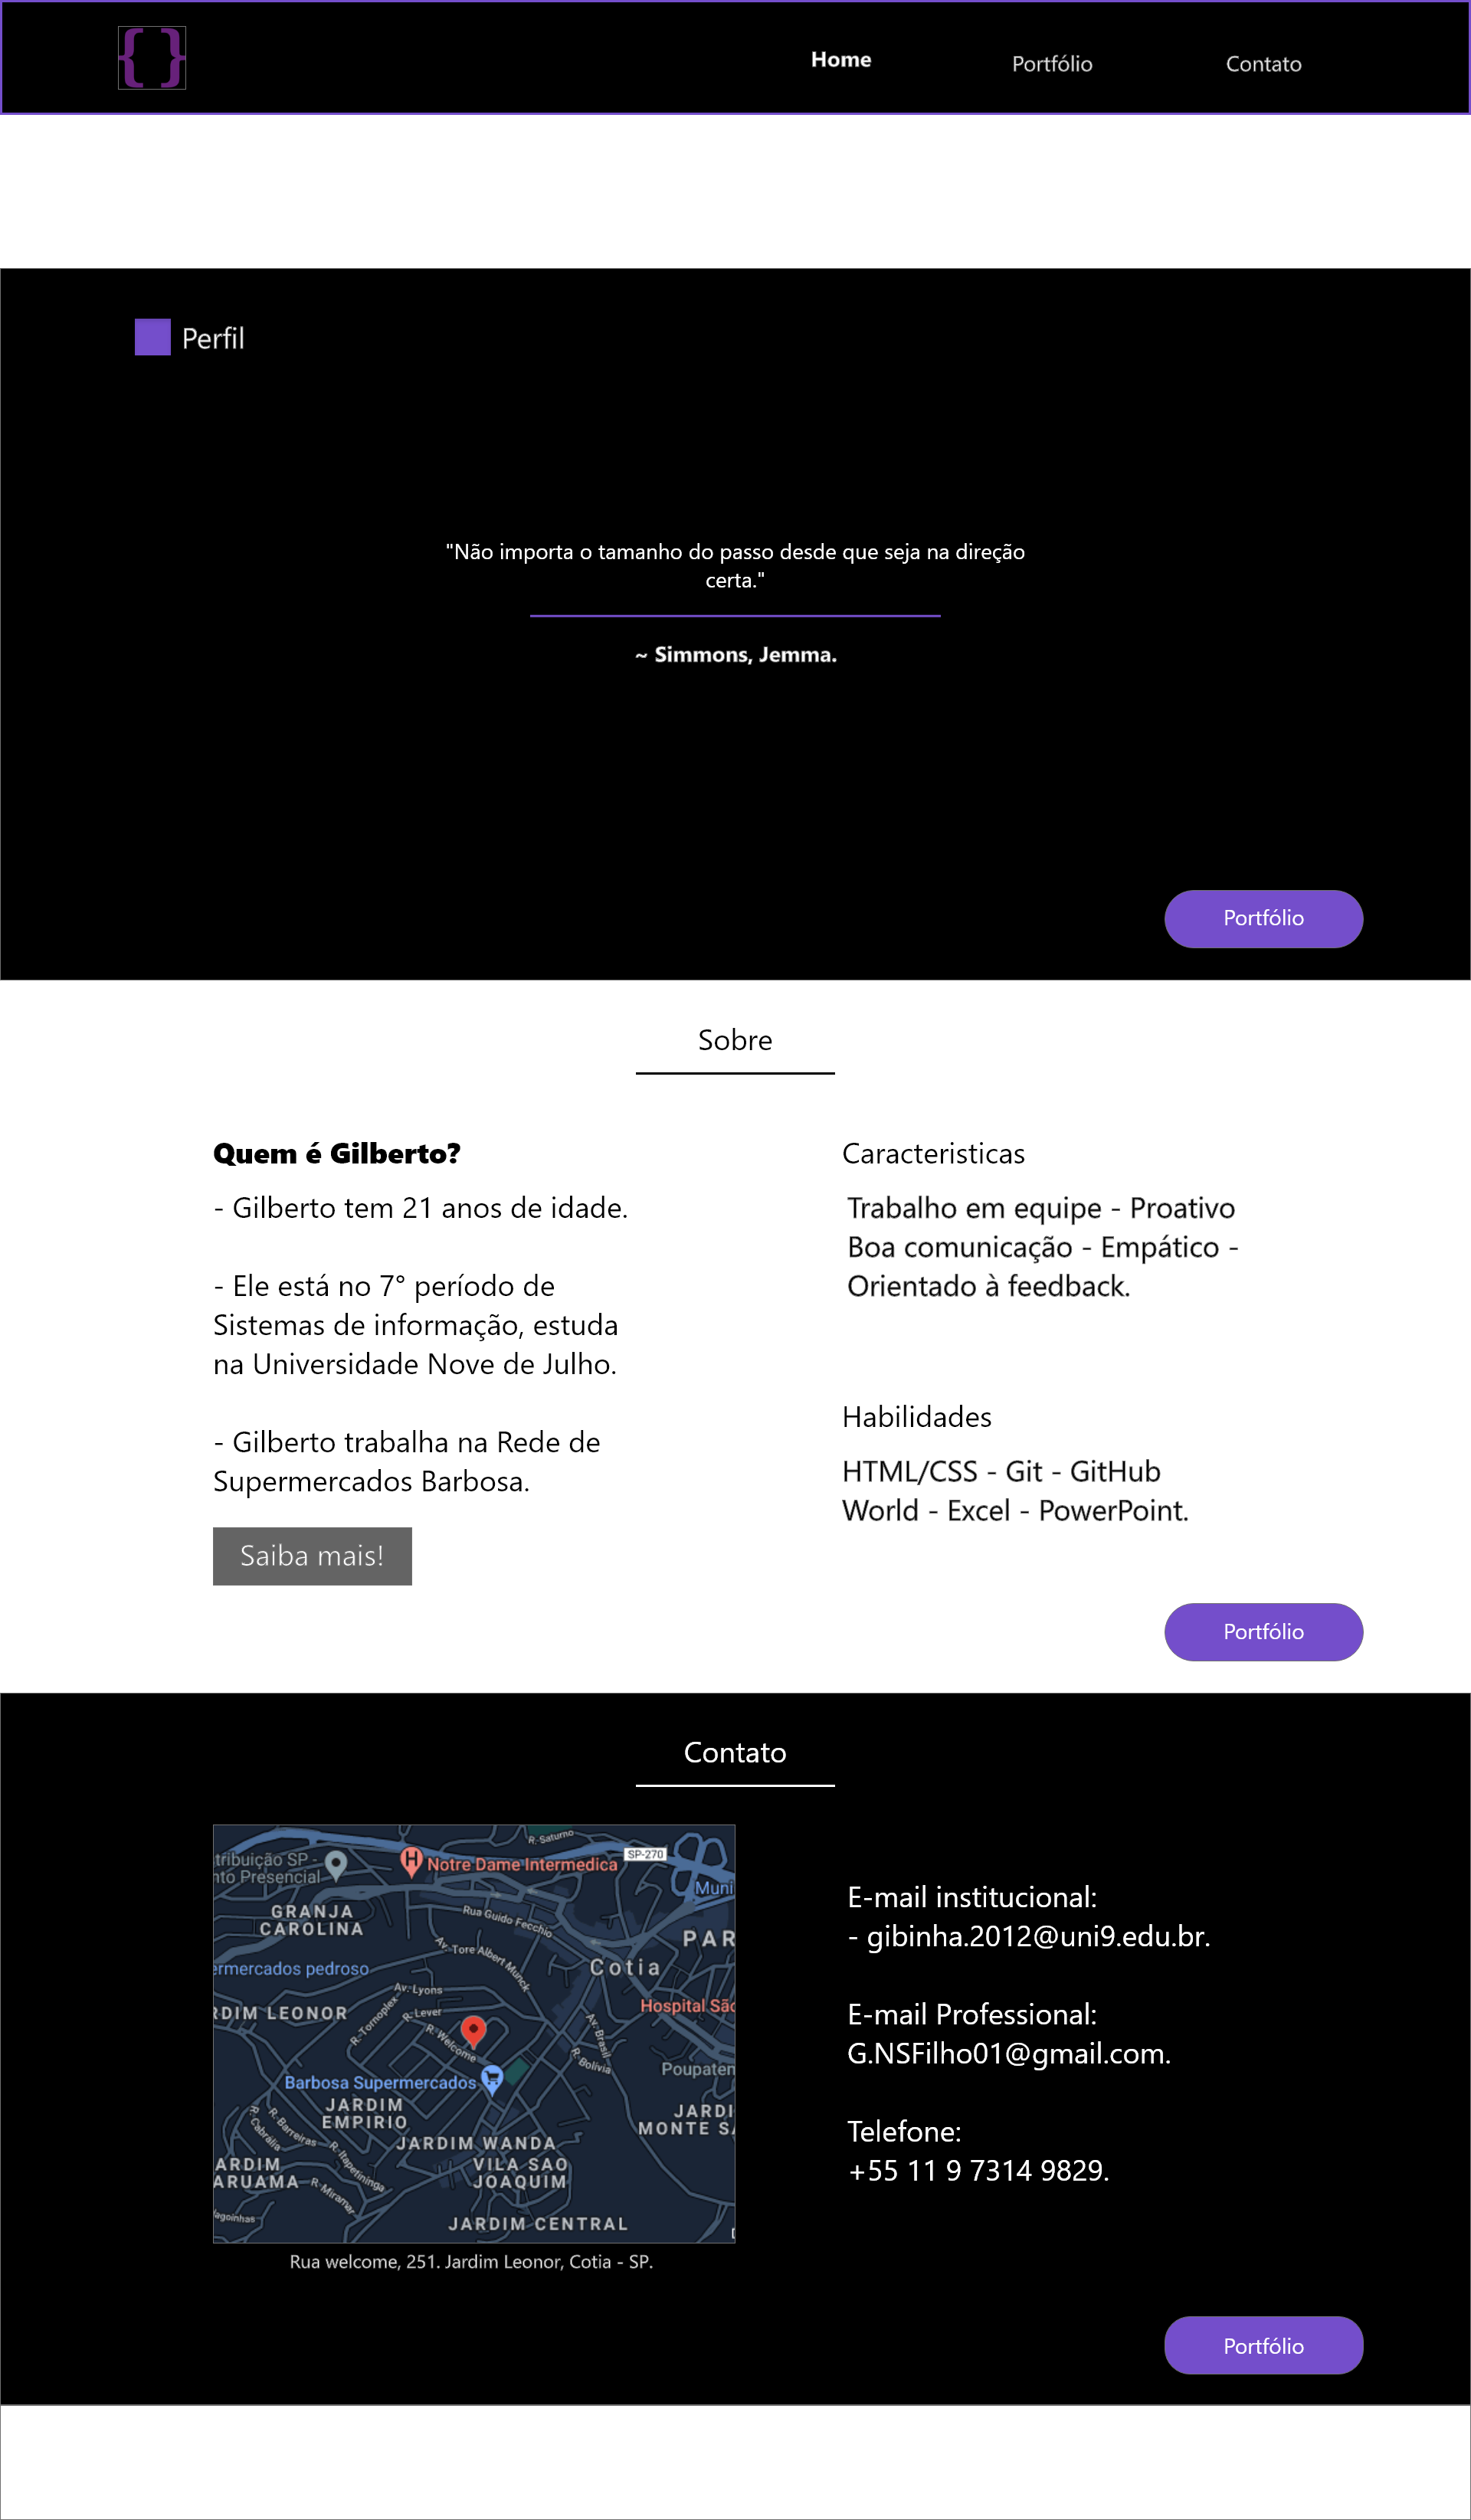 { }
Home
Portfólio
Contato
Perfil
"Não importa o tamanho do passo desde que seja na direção
certa."
~ Simmons, Jemma.
Portfólio
Sobre
Quem é Gilberto?
- Gilberto tem 21 anos de idade.
- Ele está no 7° período de
Sistemas de informação, estuda
na Universidade Nove de Julho.
- Gilberto trabalha na Rede de
Supermercados Barbosa.
Saiba mais!
Caracteristicas
Trabalho em equipe - Proativo
Boa comunicação - Empático -
Orientado à feedback.
Habilidades
HTML/CSS - Git - GitHub
World - Excel - PowerPoint.
Portfólio
Contato
R. Saturno
SP-270
tribuição SP -
nto Presencial
Notre Dame Intermedica
Muni
GRANJA
CAROLINA
Rua Guido Fecchio
PAR
Av. Tore Albert Munck
Cotia
ermercados pedroso
Av. Lyons
RDIM LEONOR
R. Lever
Hospital São
R. Tornoplex
R. Welcome
Av. Brasil
R. Bolívia
Poupaten
Barbosa Supermercados
JARDIM
EMPIRIO
JARDI
MONTE SA
R. Cabrália
R. Barreiras
R. Itapetininga
JARDIM WANDA
ARDIM
ARUAMA
VILA SAO
JOAQUIM
R. Miramar
lagoinhas
JARDIM CENTRAL
Rua welcome, 251. Jardim Leonor, Cotia - SP.
E-mail institucional:
- gibinha.2012@uni9.edu.br.
E-mail Professional:
G.NSFilho01@gmail.com.
Telefone:
+55 11 9 7314 9829.
Portfólio